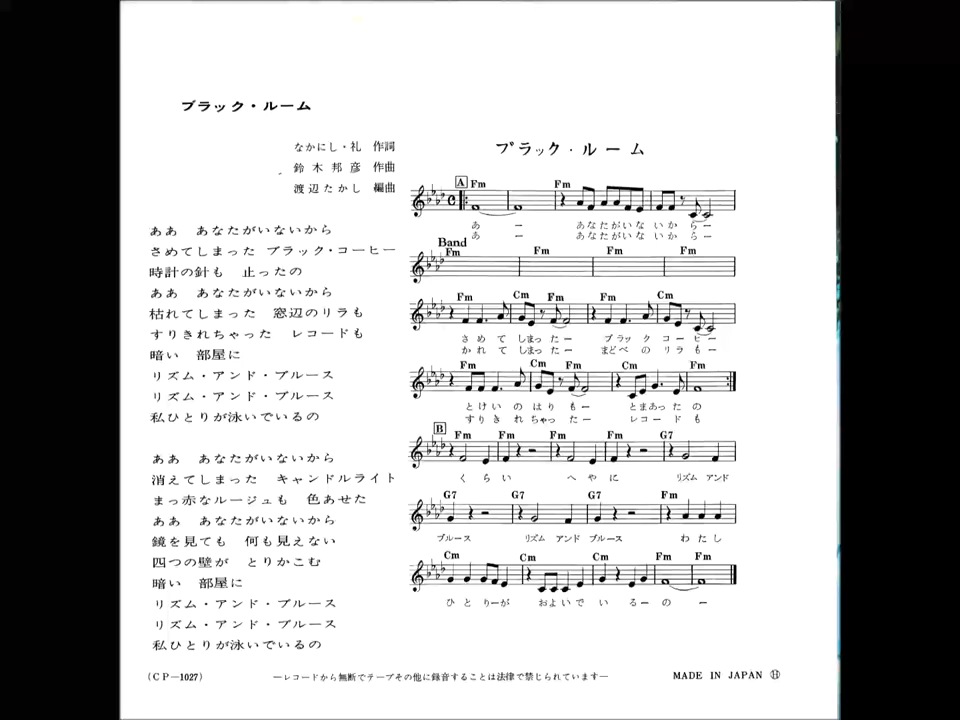 ブラック・ルーム
なかにし・礼 作詞
鈴木邦彦 作曲
渡辺たかし 編曲
ああ あなたがいないから
さめてしまった ブラック・コーヒー
時計の針も 止ったの
ああ あなたがいないから
枯れてしまった 窓辺のリラも
すりきれちゃった レコードも
暗い 部屋に
リズム・アンド・ブルース
リズム・アンド・ブルース
私ひとりが泳いでいるの
ああ あなたがいないから
消えてしまった キャンドルライト
まっ赤なルージュも 色あせた
ああ あなたがいないから
鏡を見ても 何も見えない
四つの壁が とりかこむ
暗い 部屋に
リズム・アンド・ブルース
リズム・アンド・ブルース
私ひとりが泳いでいるの
ブラック・ルーム
A Fm Fm
あ ー あなたがいな いか らー
あ ー あなたがいな いか らー
Band
Fm Fm Fm Fm
Fm Cm Fm Fm Cm
さ め て しまっ たー ブ ラッ ク コー ヒー
か れ て しまっ たー まど べ の リ ラ もー
Fm Cm Fm Cm Fm
と け い の は り もー と まあっ た の
す り き れ ちゃっ たー レ コー ド も
B
Fm Fm Fm Fm G7
く ら い へ や に リズム アンド
G7 G7 G7 Fm
ブルース リズム アンド ブルース わ た し
Cm Cm Cm Fm Fm
ひ と りーが およい で い るー の ー
(CP—1027)
—レコードから無断でテープその他に録音することは法律で禁じられています—
MADE IN JAPAN Ⓗ